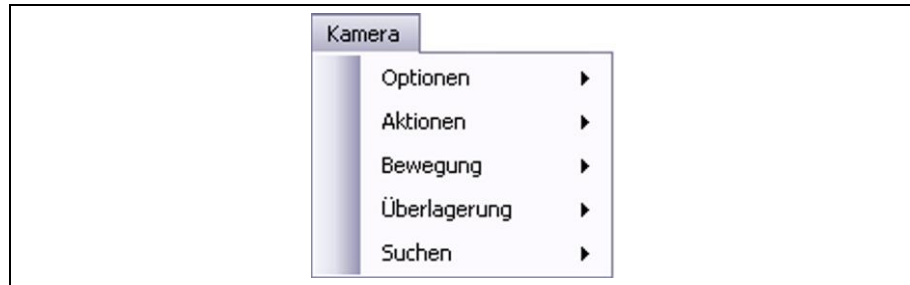 Kamera
Optionen
Aktionen
Bewegung
Überlagerung
Suchen